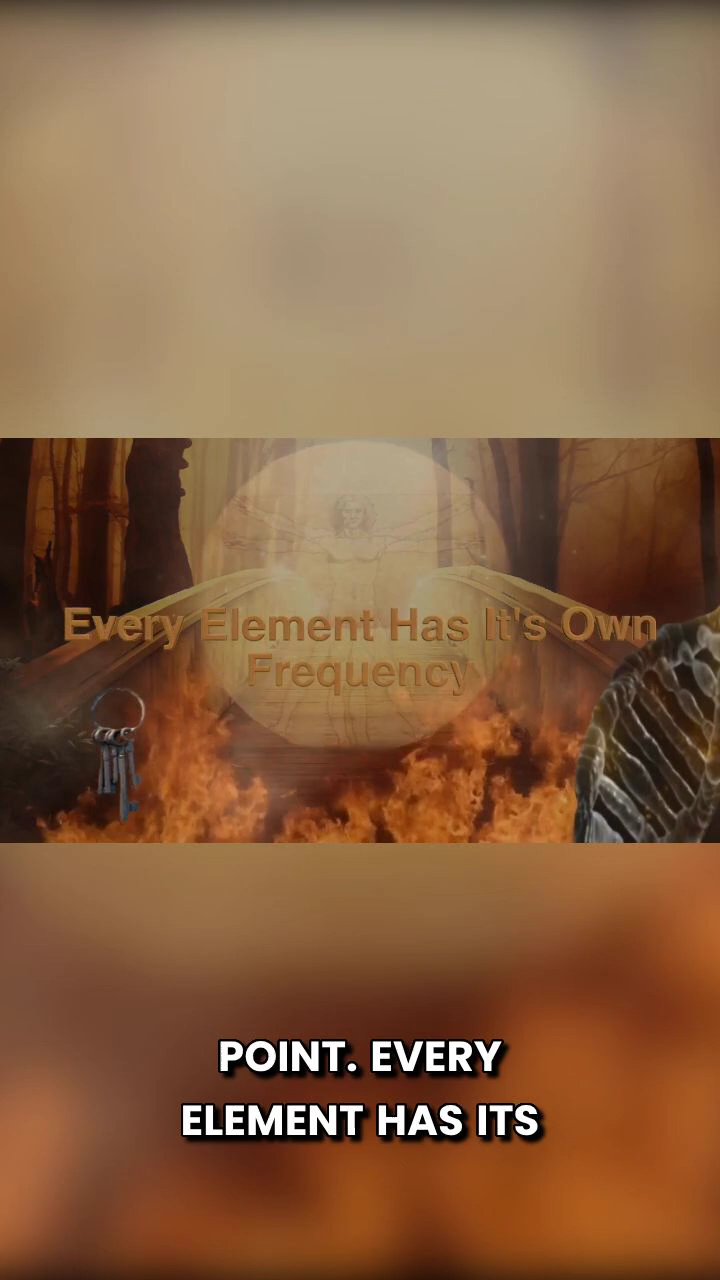 Every Element Has It's Own
Frequency
POINT. EVERY
ELEMENT HAS ITS